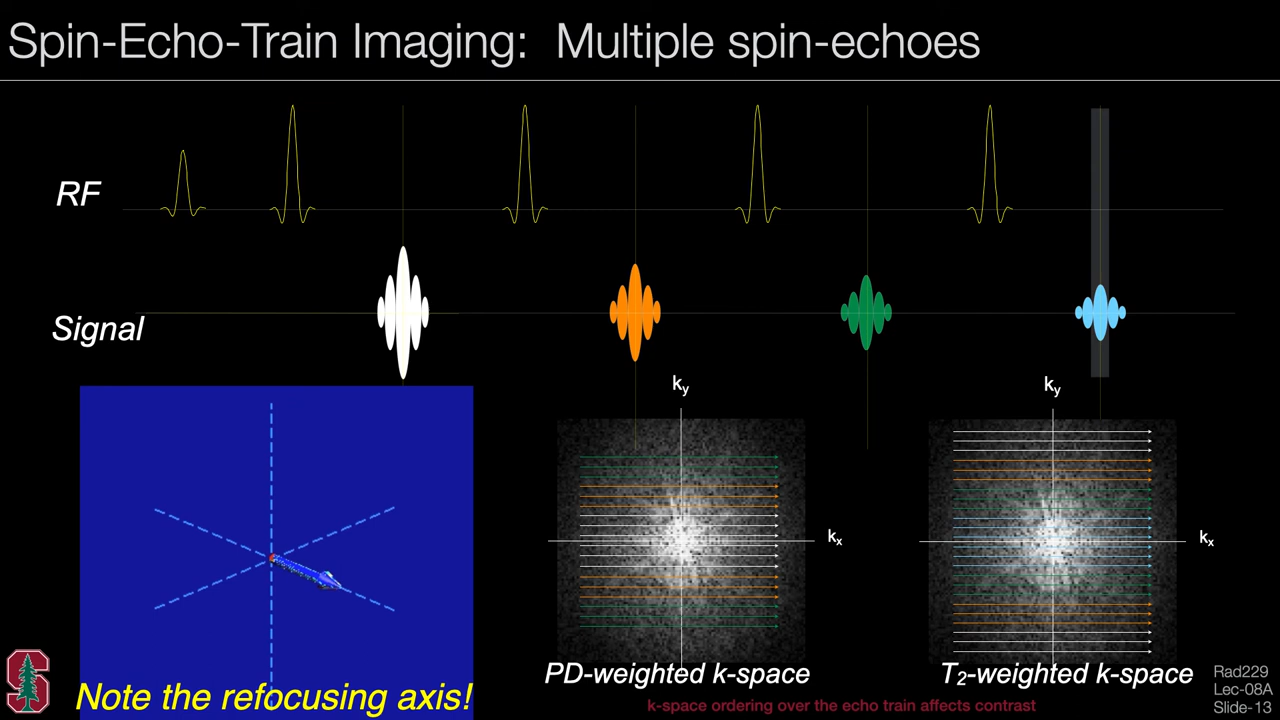 Spin-Echo-Train Imaging:  Multiple spin-echoes
RF
Signal
ky
ky
kx
kx
PD-weighted k-space
T2-weighted k-space
Note the refocusing axis!
k-space ordering over the echo train affects contrast
Rad229
Lec-08A
Slide-13
S